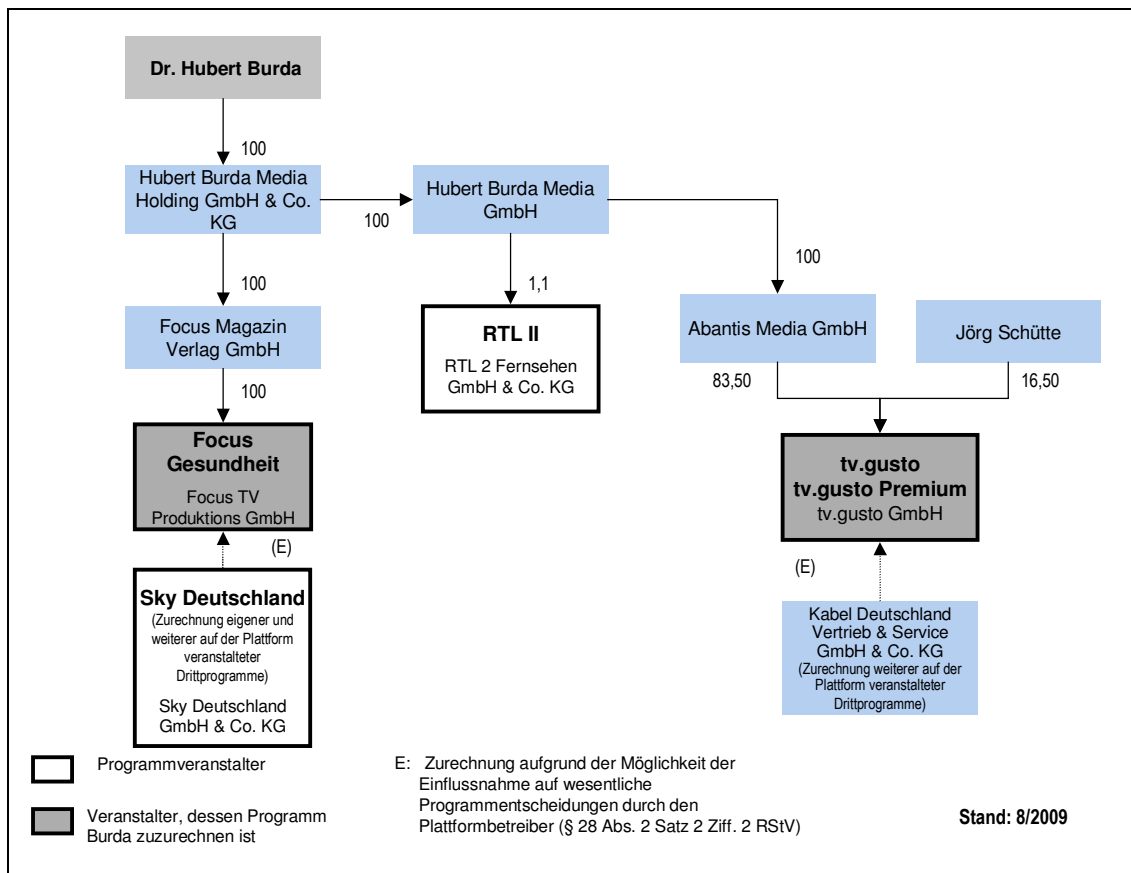 Dr. Hubert Burda
100
Hubert Burda Media
Holding GmbH & Co.
KG
100
Hubert Burda Media
GmbH
100
1,1
100
Focus Magazin
Verlag GmbH
RTL II
RTL 2 Fernsehen
GmbH & Co. KG
Abantis Media GmbH
Jörg Schütte
100
83,50
16,50
Focus
Gesundheit
Focus TV
Produktions GmbH
tv.gusto
tv.gusto Premium
tv.gusto GmbH
(E)
(E)
Sky Deutschland
(Zurechnung eigener und
weiterer auf der Plattform
veranstalteter
Drittprogramme)
Sky Deutschland
GmbH & Co. KG
Kabel Deutschland
Vertrieb & Service
GmbH & Co. KG
(Zurechnung weiterer auf der
Plattform veranstalteter
Drittprogramme)
Programmveranstalter
Veranstalter, dessen Programm
Burda zuzurechnen ist
E: Zurechnung aufgrund der Möglichkeit der
Einflussnahme auf wesentliche
Programmentscheidungen durch den
Plattformbetreiber (§ 28 Abs. 2 Satz 2 Ziff. 2 RStV)
Stand: 8/2009